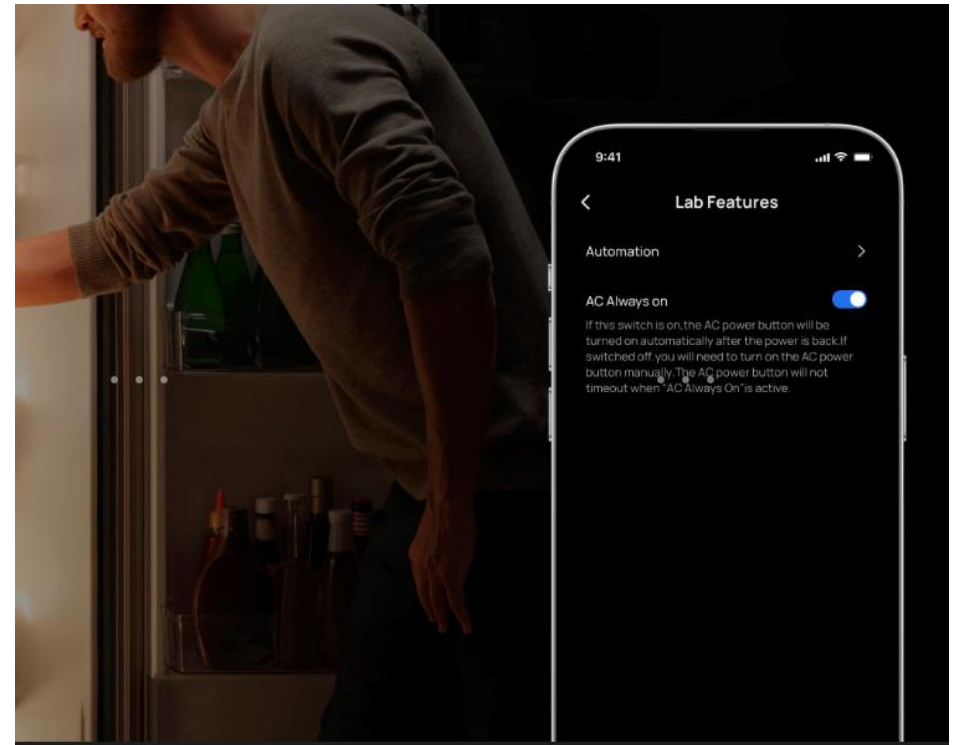 9:41
Lab Features
Automation
AC Always on
If this switch is on,the AC power button will be
turned on automatically after the power is back.If
switched off,you will need to turn on the AC power
button manually.The AC power button will not
timeout when "AC Always On"is active.